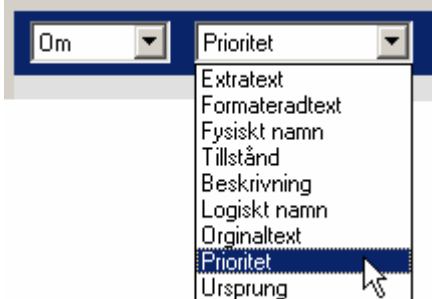 Om Prioritet
Extratext
Formateradtext
Fysiskt namn
Tillstånd
Beskrivning
Logiskt namn
Orginaltext
Prioritet
Ursprung